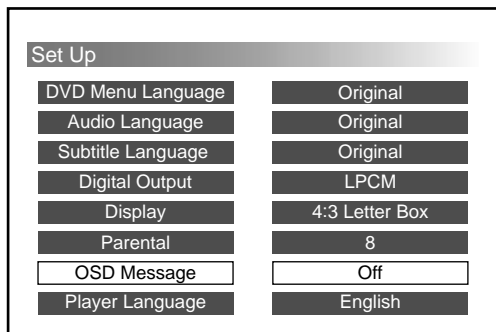 Set Up
DVD Menu Language Original
Audio Language Original
Subtitle Language Original
Digital Output LPCM
Display 4:3 Letter Box
Parental 8
OSD Message Off
Player Language English